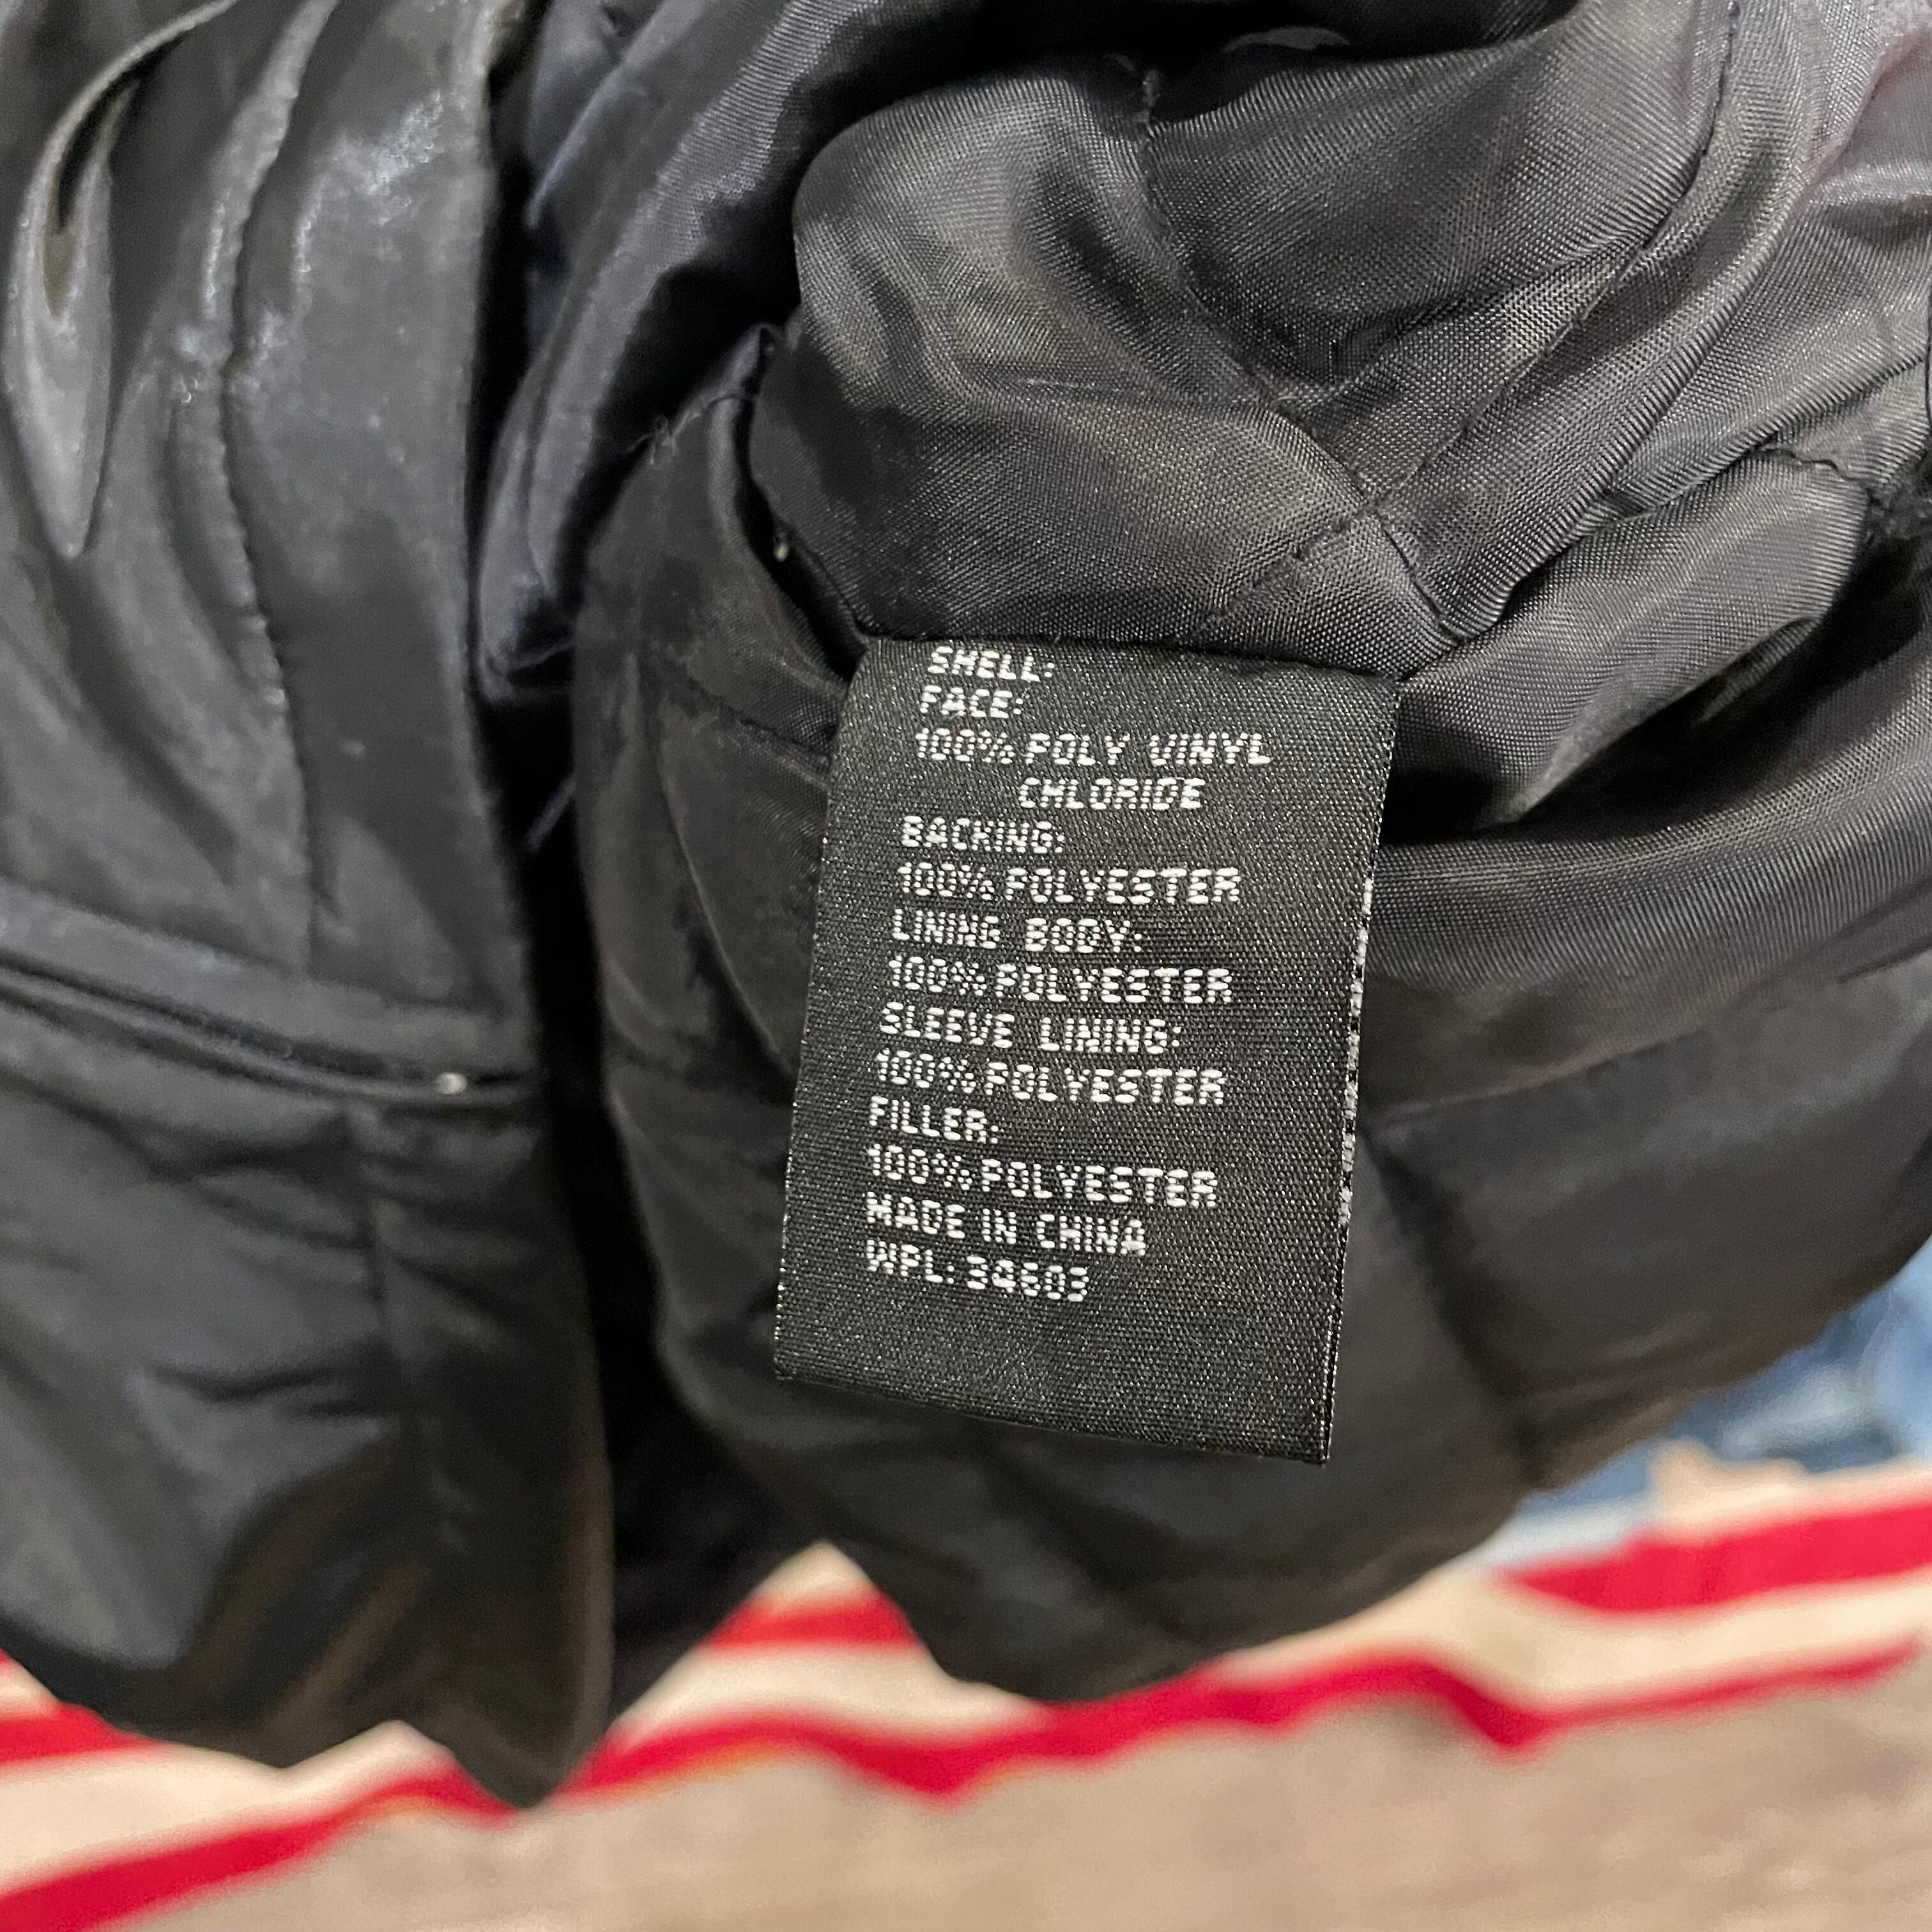 SHELL:
FACE:
100% POLY VINYL
CHLORIDE
BACKING:
100% POLYESTER
LINING BODY:
100% POLYESTER
SLEEVE LINING:
100% POLYESTER
FILLER:
100% POLYESTER
MADE IN CHINA
WPL: 34603